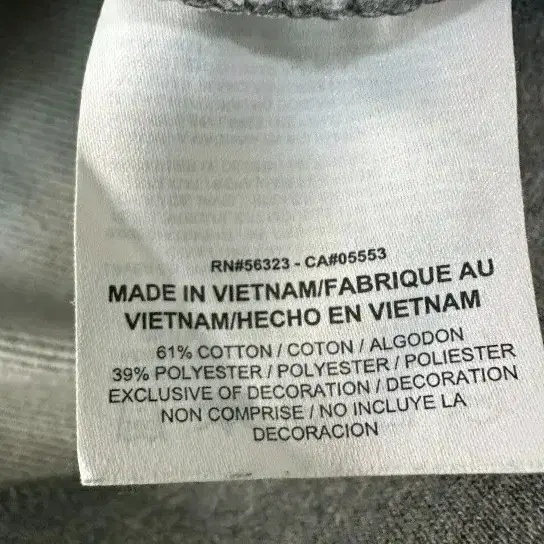 RN#56323 - CA#05553
MADE IN VIETNAM/FABRIQUE AU
VIETNAM/HECHO EN VIETNAM
61% COTTON / COTON / ALGODON
39% POLYESTER / POLYESTER / POLIESTER
EXCLUSIVE OF DECORATION / DECORATION
NON COMPRISE / NO INCLUYE LA
DECORACION